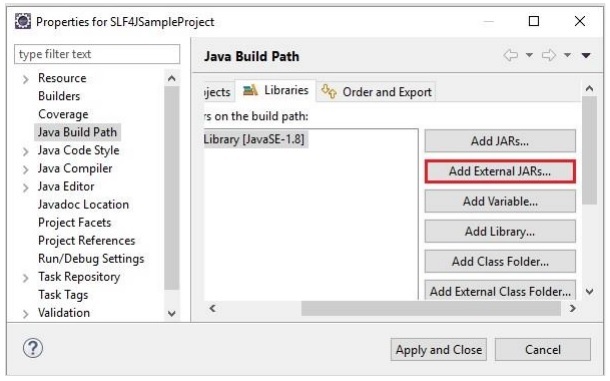 Properties for SLF4JSampleProject
type filter text
Resource
Builders
Coverage
Java Build Path
Java Code Style
Java Compiler
Java Editor
Javadoc Location
Project Facets
Project References
Run/Debug Settings
Task Repository
Task Tags
Validation
Java Build Path
ojects Libraries Order and Export
rs on the build path:
Library [JavaSE-1.8]
Add JARs...
Add External JARs...
Add Variable...
Add Library...
Add Class Folder...
Add External Class Folder...
Apply and Close Cancel